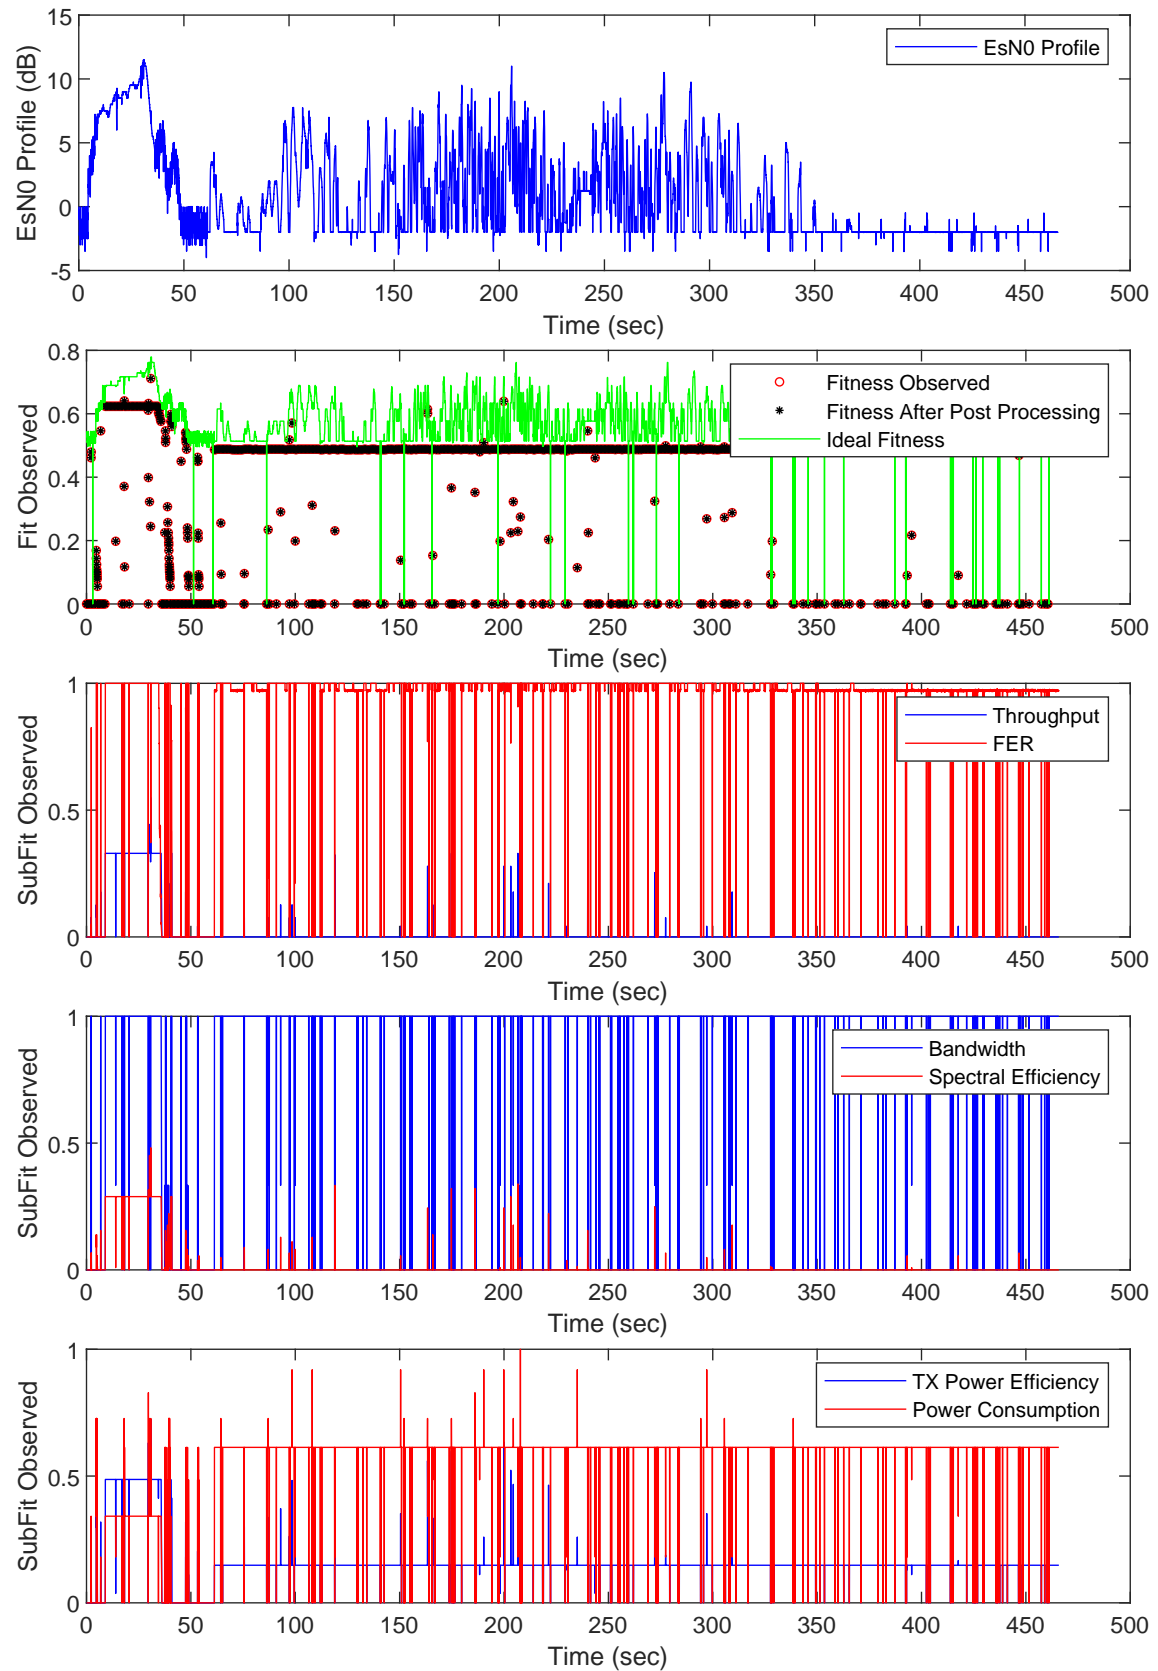 15
10
5
0
-5
EsN0 Profile (dB)
EsN0 Profile
0 50 100 150 200 250 300 350 400 450 500
Time (sec)
0.8
0.6
0.4
0.2
0
Fit Observed
Fitness Observed
Fitness After Post Processing
Ideal Fitness
0 50 100 150 200 250 300 350 400 450 500
Time (sec)
1
0.5
0
SubFit Observed
Throughput
FER
0 50 100 150 200 250 300 350 400 450 500
Time (sec)
1
0.5
0
SubFit Observed
Bandwidth
Spectral Efficiency
0 50 100 150 200 250 300 350 400 450 500
Time (sec)
1
0.5
0
SubFit Observed
TX Power Efficiency
Power Consumption
0 50 100 150 200 250 300 350 400 450 500
Time (sec)